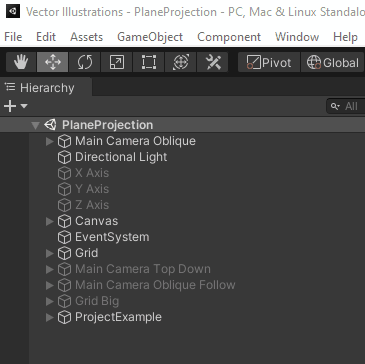 Vector Illustrations - PlaneProjection - PC, Mac & Linux Standalo
File Edit Assets GameObject Component Window Help
Pivot Global
Hierarchy
All
PlaneProjection
Main Camera Oblique
Directional Light
X Axis
Y Axis
Z Axis
Canvas
EventSystem
Grid
Main Camera Top Down
Main Camera Oblique Follow
Grid Big
ProjectExample